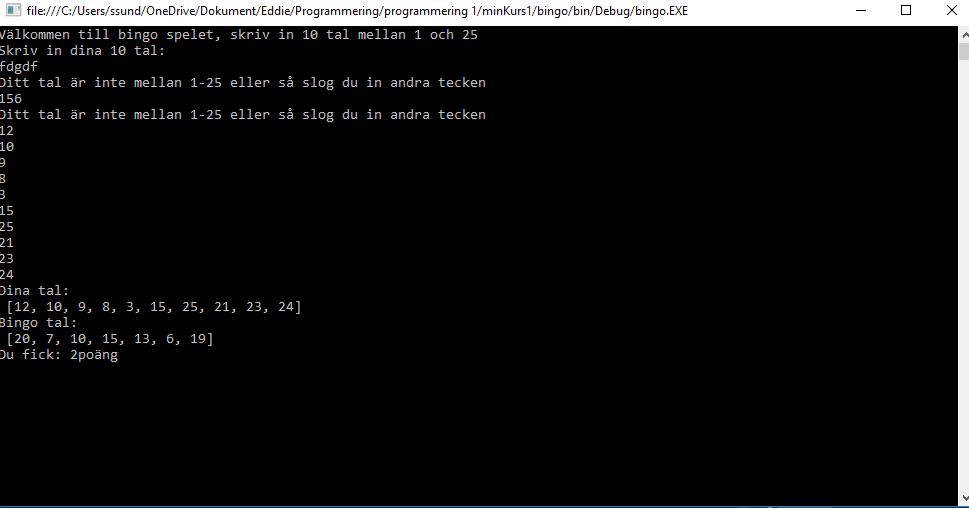 file:///C:/Users/ssund/OneDrive/Dokument/Eddie/Programmering/programmering 1/minKurs1/bingo/bin/Debug/bingo.EXE
Välkommen till bingo spelet, skriv in 10 tal mellan 1 och 25
Skriv in dina 10 tal:
fdgdf
Ditt tal är inte mellan 1-25 eller så slog du in andra tecken
156
Ditt tal är inte mellan 1-25 eller så slog du in andra tecken
12
10
9
8
3
15
25
21
23
24
Dina tal:
[12, 10, 9, 8, 3, 15, 25, 21, 23, 24]
Bingo tal:
[20, 7, 10, 15, 13, 6, 19]
Du fick: 2poäng